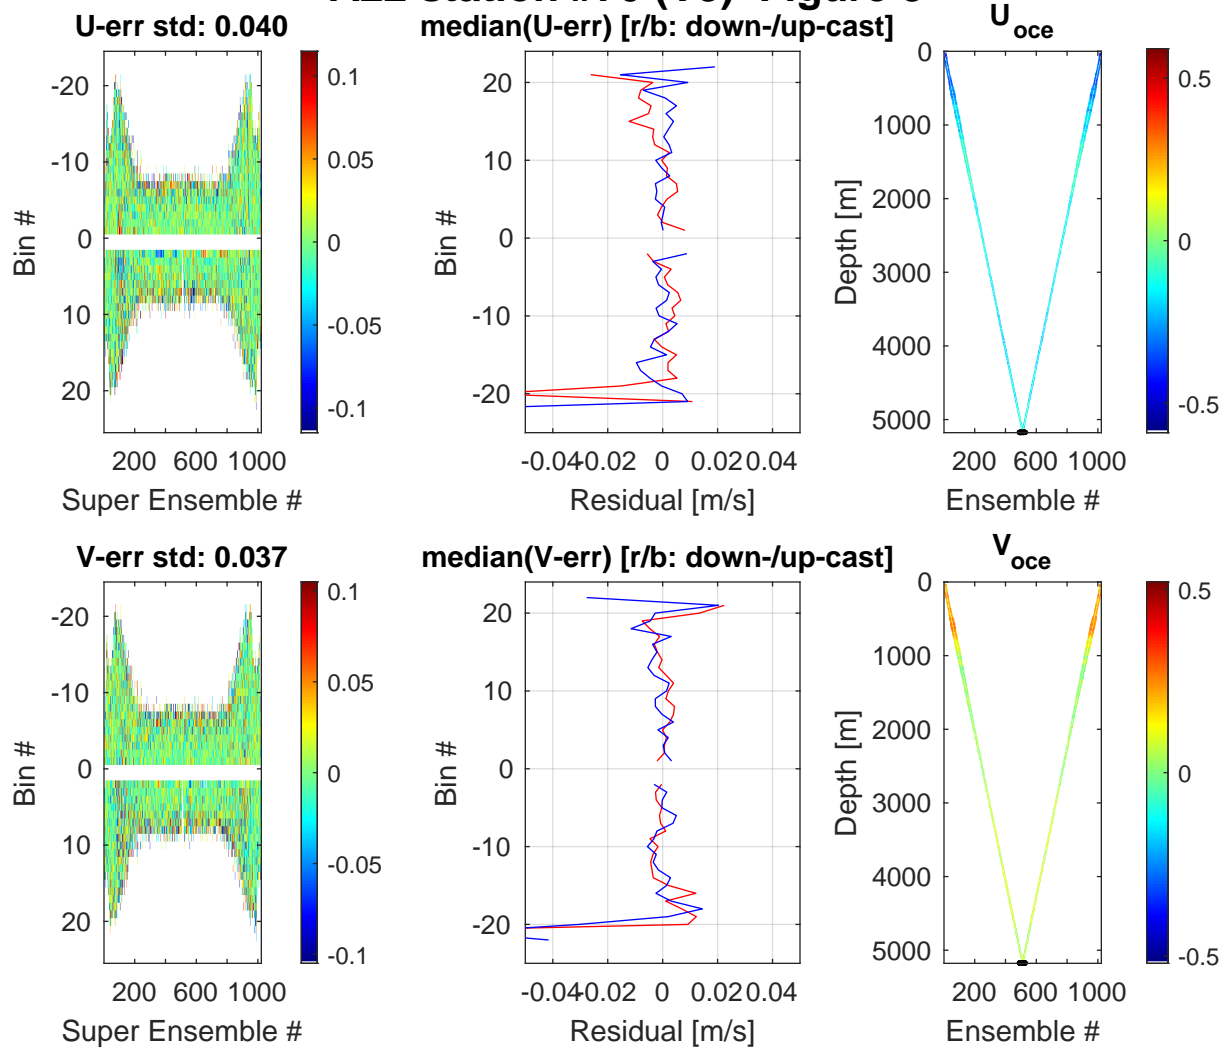 station Figure
U-err std: 0.040
-20
-10
0
10
20
200 600 1000
Super Ensemble #
Bin #
0.1
0.05
0
-0.05
-0.1
median(U-err) [r/b: down-/up-cast]
20
10
0
-10
-20
-0.04 -0.02 0 0.02 0.04
Residual [m/s]
Bin #
U oce
0
1000
2000
3000
4000
5000
200 600 1000
Ensemble #
Depth [m]
0.5
0
-0.5
V-err std: 0.037
-20
-10
0
10
20
200 600 1000
Super Ensemble #
Bin #
0.1
0.05
0
-0.05
-0.1
median(V-err) [r/b: down-/up-cast]
20
10
0
-10
-20
-0.04 -0.02 0 0.02 0.04
Residual [m/s]
Bin #
V oce
0
1000
2000
3000
4000
5000
200 600 1000
Ensemble #
Depth [m]
0.5
0
-0.5